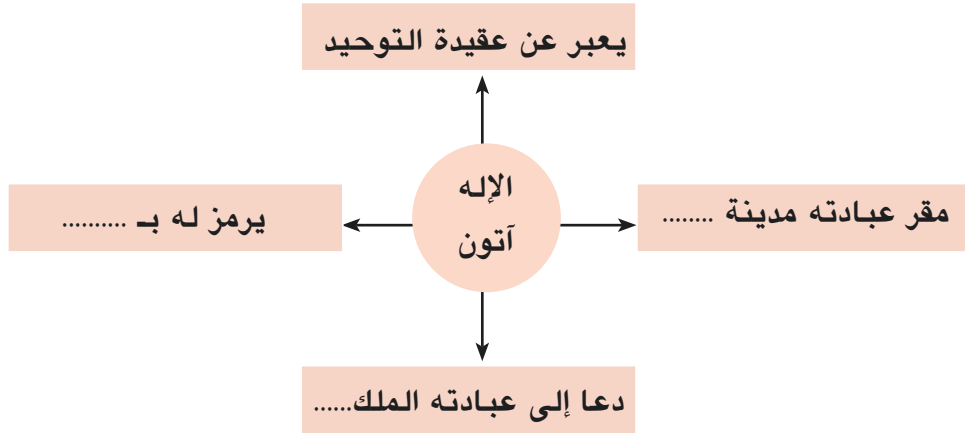 يعبر عن عقيدة التوحيد
الإله
آتون
مقر عبادته مدينة ........
يرمز له بـ ..........
دعا إلى عبادته الملك......